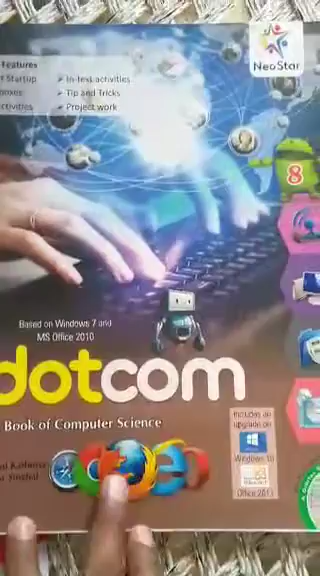 NeoStar
Features
Startup
➢ In-text activities
➢ Tip and Tricks
➢ Project work
8
Based on Windows 7 and
MS Office 2010
dotcom
Book of Computer Science
Includes an
upgrade on
Windows 10
Office 2013